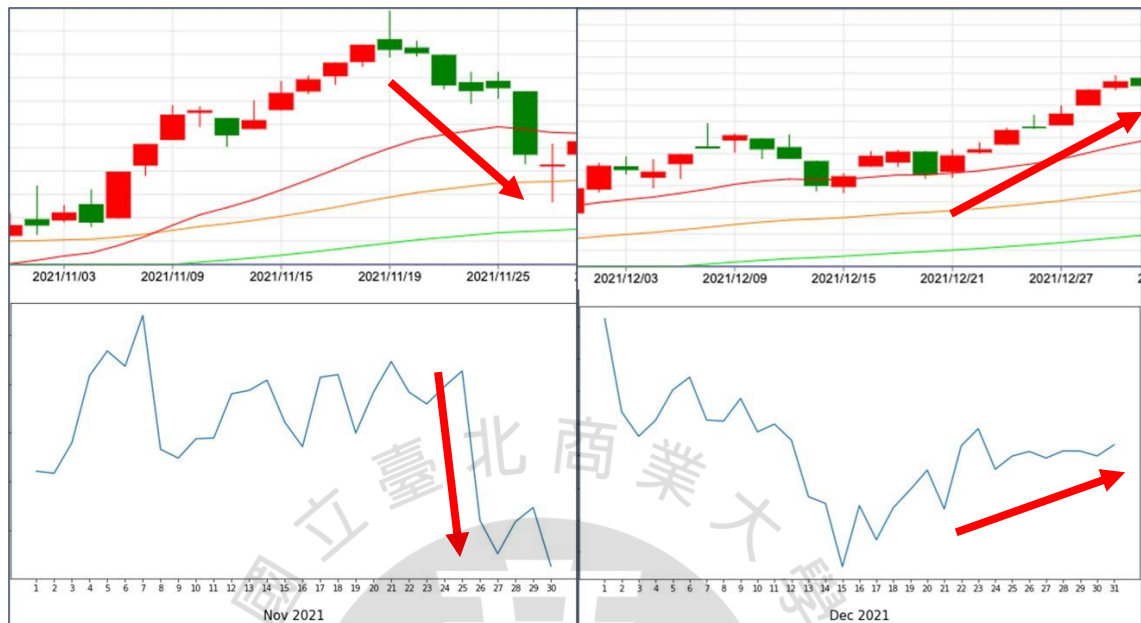 2021/11/03 2021/11/09 2021/11/15 2021/11/19 2021/11/25
2021/12/03 2021/12/09 2021/12/15 2021/12/21 2021/12/27
1 2 3 4 5 6 7 8 9 10 11 12 13 14 15 16 17 18 19 20 21 22 23 24 25 26 27 28 29 30
Nov 2021
1 2 3 4 5 6 7 8 9 10 11 12 13 14 15 16 17 18 19 20 21 22 23 24 25 26 27 28 29 30 31
Dec 2021
國立臺北商業大學